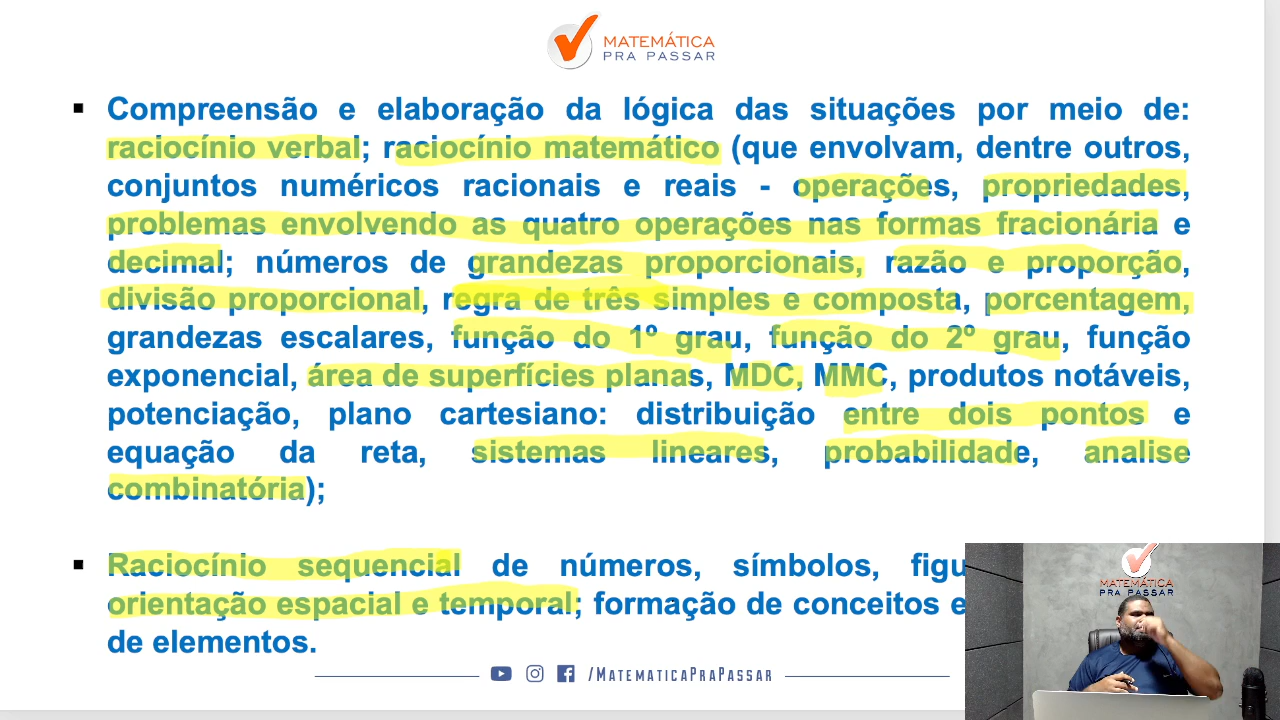 MATEMÁTICA
PRA PASSAR
▪ Compreensão e elaboração da lógica das situações por meio de:
raciocínio verbal; raciocínio matemático (que envolvam, dentre outros,
conjuntos numéricos racionais e reais - operações, propriedades,
problemas envolvendo as quatro operações nas formas fracionária e
decimal; números de grandezas proporcionais, razão e proporção,
divisão proporcional, regra de três simples e composta, porcentagem,
grandezas escalares, função do 1º grau, função do 2º grau, função
exponencial, área de superfícies planas, MDC, MMC, produtos notáveis,
potenciação, plano cartesiano: distribuição entre dois pontos e
equação da reta, sistemas lineares, probabilidade, analise
combinatória);
▪ Raciocínio sequencial de números, símbolos,
orientação espacial e temporal; formação de conceitos e
de elementos.
/MATEMATICAPRAPASSAR
MATEMÁTICA
PRA PASSAR